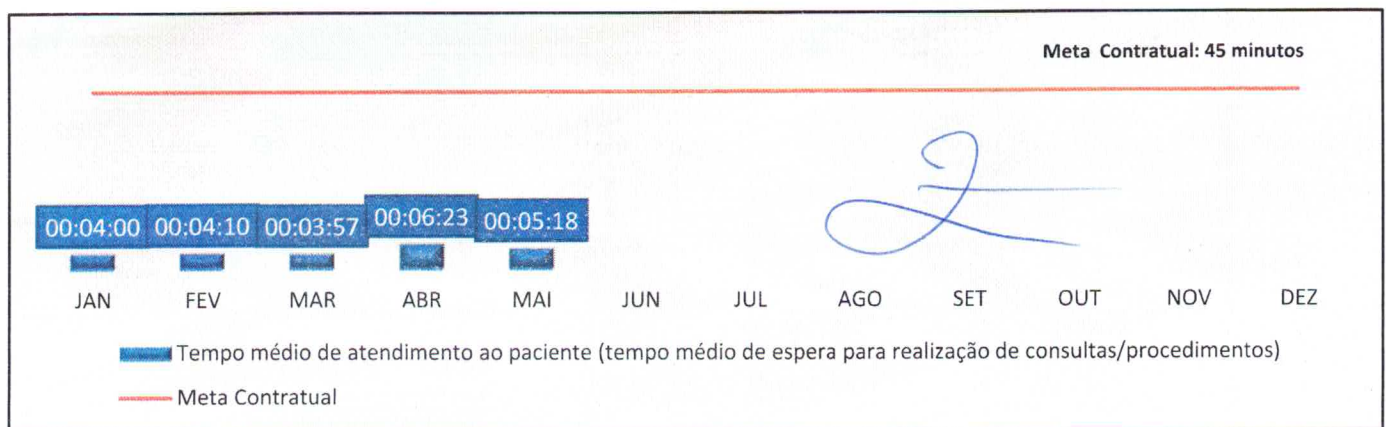 Meta Contratual: 45 minutos
00:04:00 00:04:10 00:03:57 00:06:23 00:05:18
JAN FEV MAR ABR MAI JUN JUL AGO SET OUT NOV DEZ
Tempo médio de atendimento ao paciente (tempo médio de espera para realização de consultas/procedimentos)
Meta Contratual